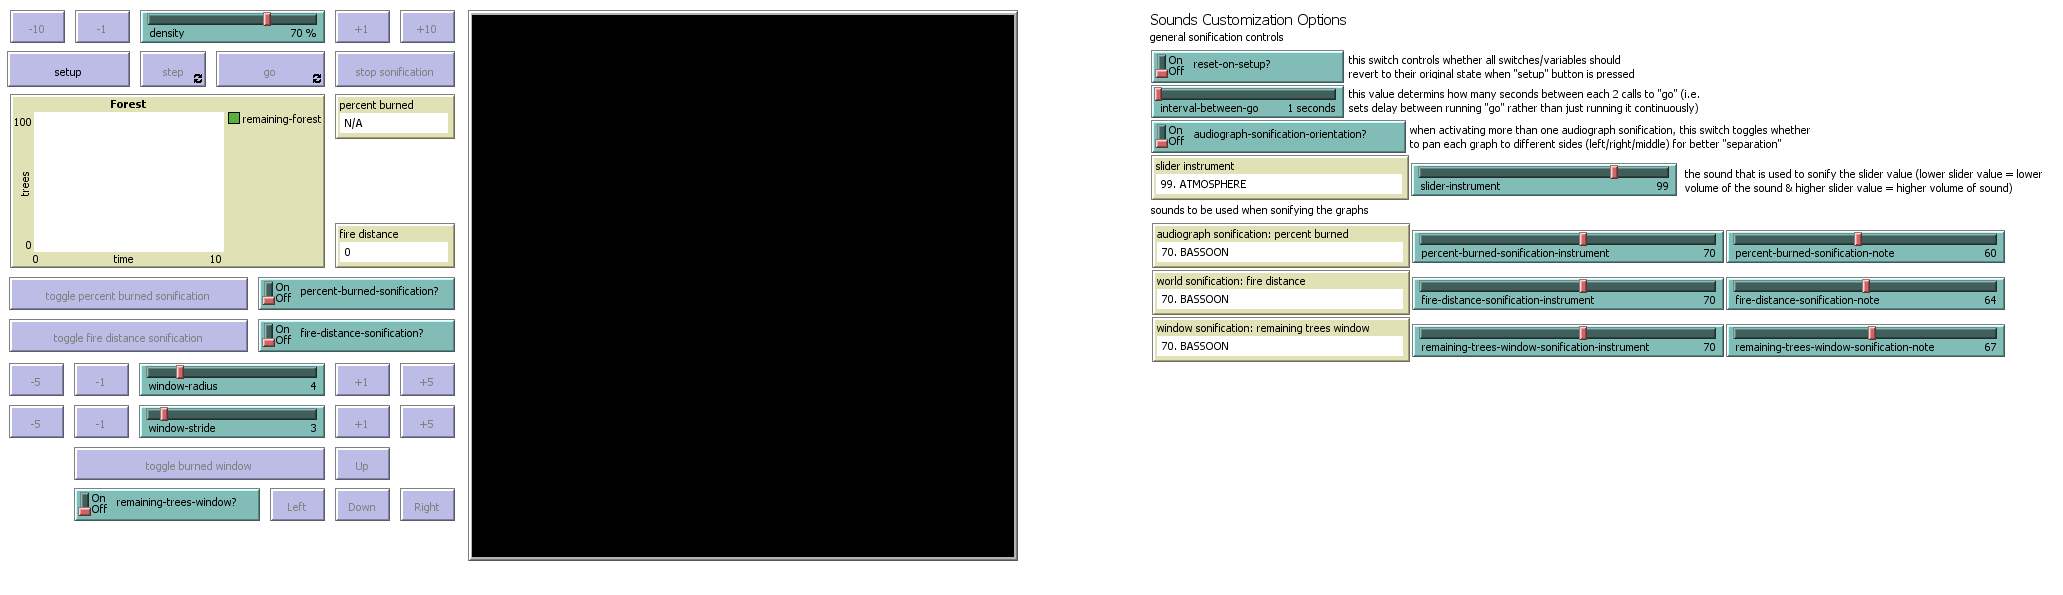 -10
-1
density
70 %
+1
+10
setup
step
go
stop sonification
Forest
100
trees
0
0
time
10
remaining-forest
percent burned
N/A
fire distance
0
toggle percent burned sonification
On
Off
percent-burned-sonification?
toggle fire distance sonification
On
Off
fire-distance-sonification?
-5
-1
window-radius
4
+1
+5
-5
-1
window-stride
3
+1
+5
toggle burned window
Up
On
Off
remaining-trees-window?
Left
Down
Right
Sounds Customization Options
general sonification controls
On
Off
reset-on-setup?
this switch controls whether all switches/variables should
revert to their original state when "setup" button is pressed
interval-between-go
1 seconds
this value determins how many seconds between each 2 calls to "go" (i.e.
sets delay between running "go" rather than just running it continuously)
On
Off
audiograph-sonification-orientation?
when activating more than one audiograph sonification, this switch toggles whether
to pan each graph to different sides (left/right/middle) for better "separation"
slider instrument
99. ATMOSPHERE
slider-instrument
99
the sound that is used to sonify the slider value (lower slider value = lower
volume of the sound & higher slider value = higher volume of sound)
sounds to be used when sonifying the graphs
audiograph sonification: percent burned
70. BASSOON
percent-burned-sonification-instrument
70
percent-burned-sonification-note
60
world sonification: fire distance
70. BASSOON
fire-distance-sonification-instrument
70
fire-distance-sonification-note
64
window sonification: remaining trees window
70. BASSOON
remaining-trees-window-sonification-instrument
70
remaining-trees-window-sonification-note
67